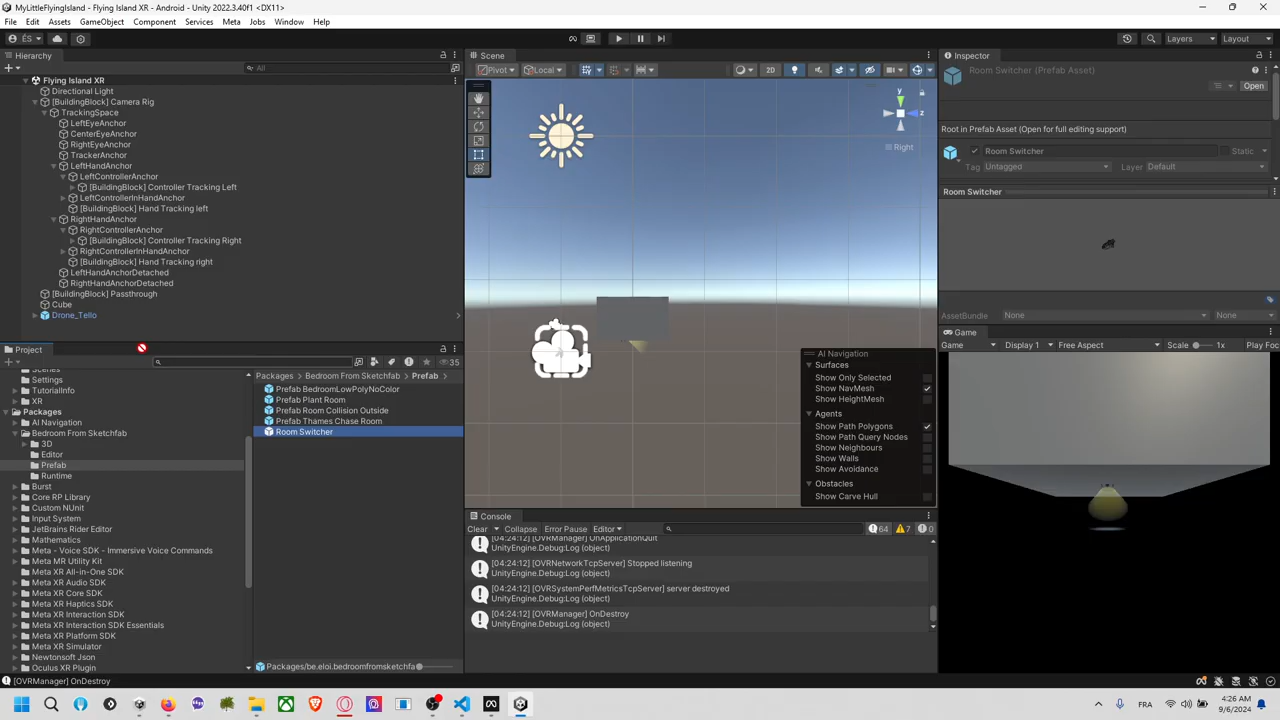 MyLittleFlyingIsland - Flying Island XR - Android - Unity 2022.3.40f1 <DX11>
File Edit Assets GameObject Component Services Meta Jobs Window Help
ÉS
Layers Layout
Hierarchy
All
Flying Island XR
Directional Light
[BuildingBlock] Camera Rig
TrackingSpace
LeftEyeAnchor
CenterEyeAnchor
RightEyeAnchor
TrackerAnchor
LeftHandAnchor
LeftControllerAnchor
[BuildingBlock] Controller Tracking Left
LeftControllerInHandAnchor
[BuildingBlock] Hand Tracking left
RightHandAnchor
RightControllerAnchor
[BuildingBlock] Controller Tracking Right
RightControllerInHandAnchor
[BuildingBlock] Hand Tracking right
LeftHandAnchorDetached
RightHandAnchorDetached
[BuildingBlock] Passthrough
Cube
Drone_Tello
Project
35
Scenes
Settings
TutorialInfo
XR
Packages
AI Navigation
Bedroom From Sketchfab
3D
Editor
Prefab
Runtime
Burst
Core RP Library
Custom NUnit
Input System
JetBrains Rider Editor
Mathematics
Meta - Voice SDK - Immersive Voice Commands
Meta MR Utility Kit
Meta XR All-in-One SDK
Meta XR Audio SDK
Meta XR Core SDK
Meta XR Haptics SDK
Meta XR Interaction SDK
Meta XR Interaction SDK Essentials
Meta XR Platform SDK
Meta XR Simulator
Newtonsoft Json
Oculus XR Plugin
Packages > Bedroom From Sketchfab > Prefab >
Prefab BedroomLowPolyNoColor
Prefab Plant Room
Prefab Room Collision Outside
Prefab Thames Chase Room
Room Switcher
Packages/be.eloi.bedroomfromsketchfa
Scene
Pivot Local 2D
y
z
Right
AI Navigation
Surfaces
Show Only Selected
Show NavMesh
Show HeightMesh
Agents
Show Path Polygons
Show Path Query Nodes
Show Neighbours
Show Walls
Show Avoidance
Obstacles
Show Carve Hull
Console
Clear Collapse Error Pause Editor 64 7 0
[04:24:12] [OVRManager] OnApplicationQuit
UnityEngine.Debug:Log (object)
[04:24:12] [OVRNetworkTcpServer] Stopped listening
UnityEngine.Debug:Log (object)
[04:24:12] [OVRSystemPerfMetricsTcpServer] server destroyed
UnityEngine.Debug:Log (object)
[04:24:12] [OVRManager] OnDestroy
UnityEngine.Debug:Log (object)
Inspector
Room Switcher (Prefab Asset)
Open
Root in Prefab Asset (Open for full editing support)
Room Switcher Static
Tag Untagged Layer Default
Room Switcher
AssetBundle None None
Game
Game Display 1 Free Aspect Scale 1x Play Foc
[OVRManager] OnDestroy
FRA
4:26 AM
9/6/2024